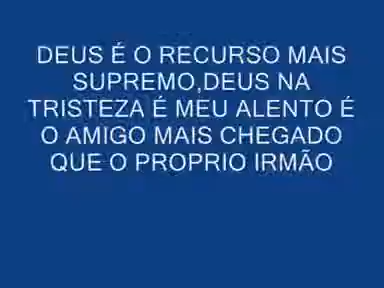 DEUS É O RECURSO MAIS
SUPREMO,DEUS NA
TRISTEZA É MEU ALENTO É
O AMIGO MAIS CHEGADO
QUE O PROPRIO IRMÃO